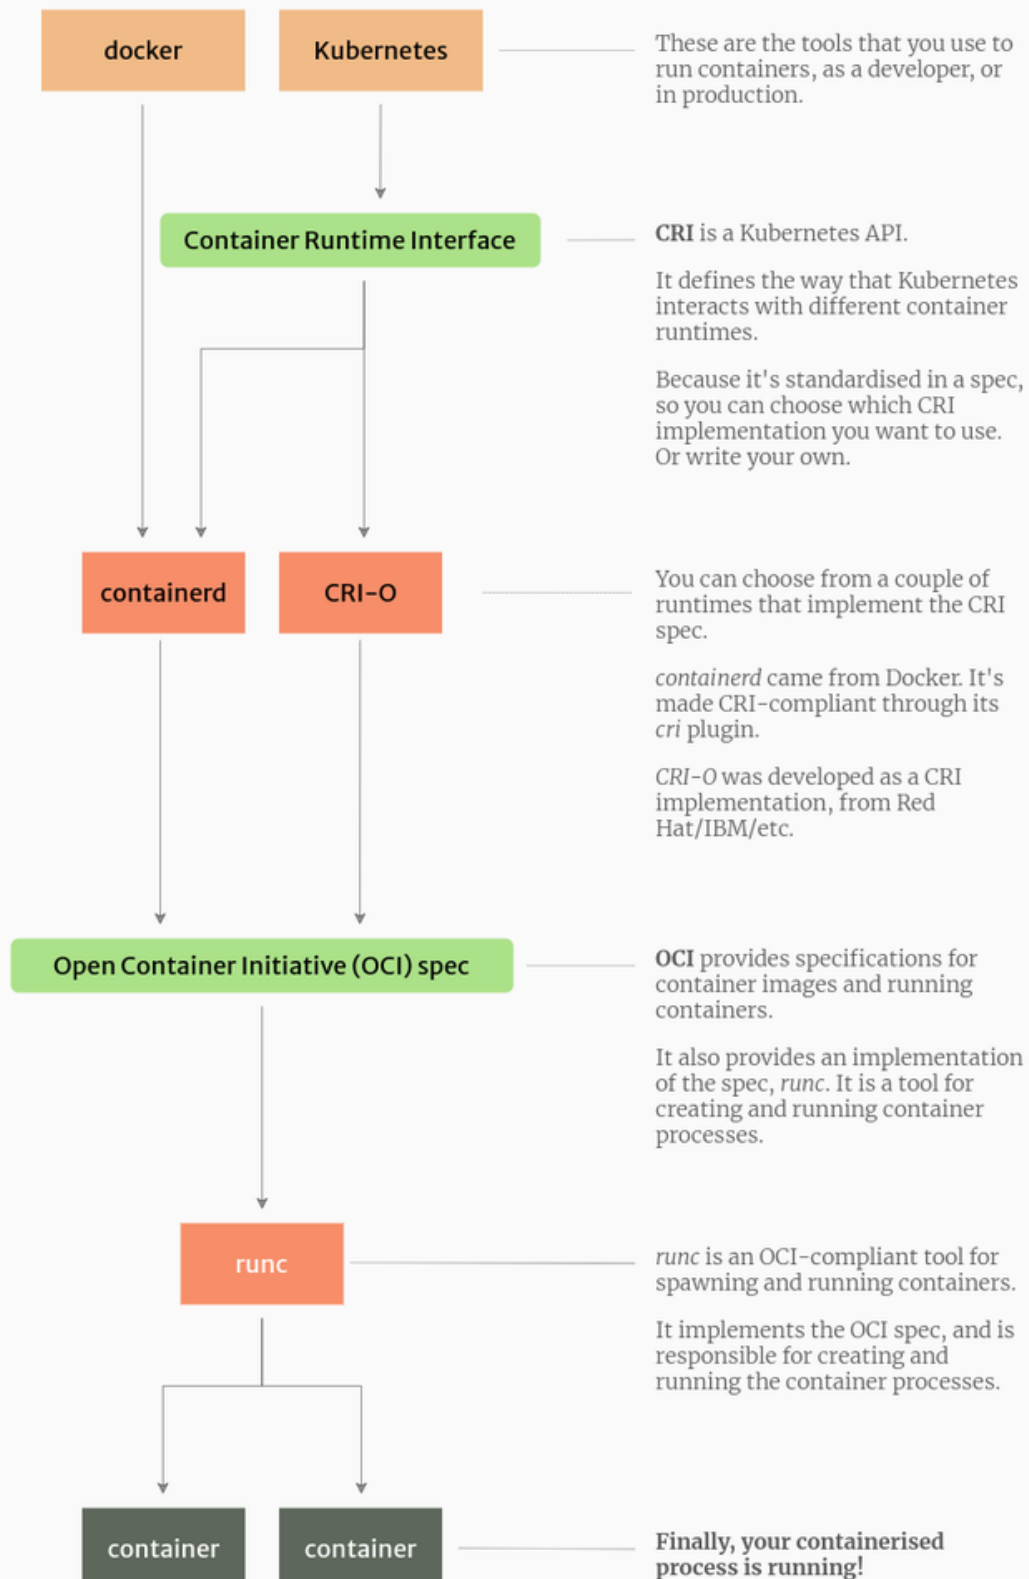 docker
Kubernetes
These are the tools that you use to
run containers, as a developer, or
in production.
Container Runtime Interface
CRI is a Kubernetes API.
It defines the way that Kubernetes
interacts with different container
runtimes.
Because it's standardised in a spec,
so you can choose which CRI
implementation you want to use.
Or write your own.
containerd
CRI-O
You can choose from a couple of
runtimes that implement the CRI
spec.
containerd came from Docker. It's
made CRI-compliant through its
cri plugin.
CRI-O was developed as a CRI
implementation, from Red
Hat/IBM/etc.
Open Container Initiative (OCI) spec
OCI provides specifications for
container images and running
containers.
It also provides an implementation
of the spec, runc. It is a tool for
creating and running container
processes.
runc
runc is an OCI-compliant tool for
spawning and running containers.
It implements the OCI spec, and is
responsible for creating and
running the container processes.
container
container
Finally, your containerised
process is running!